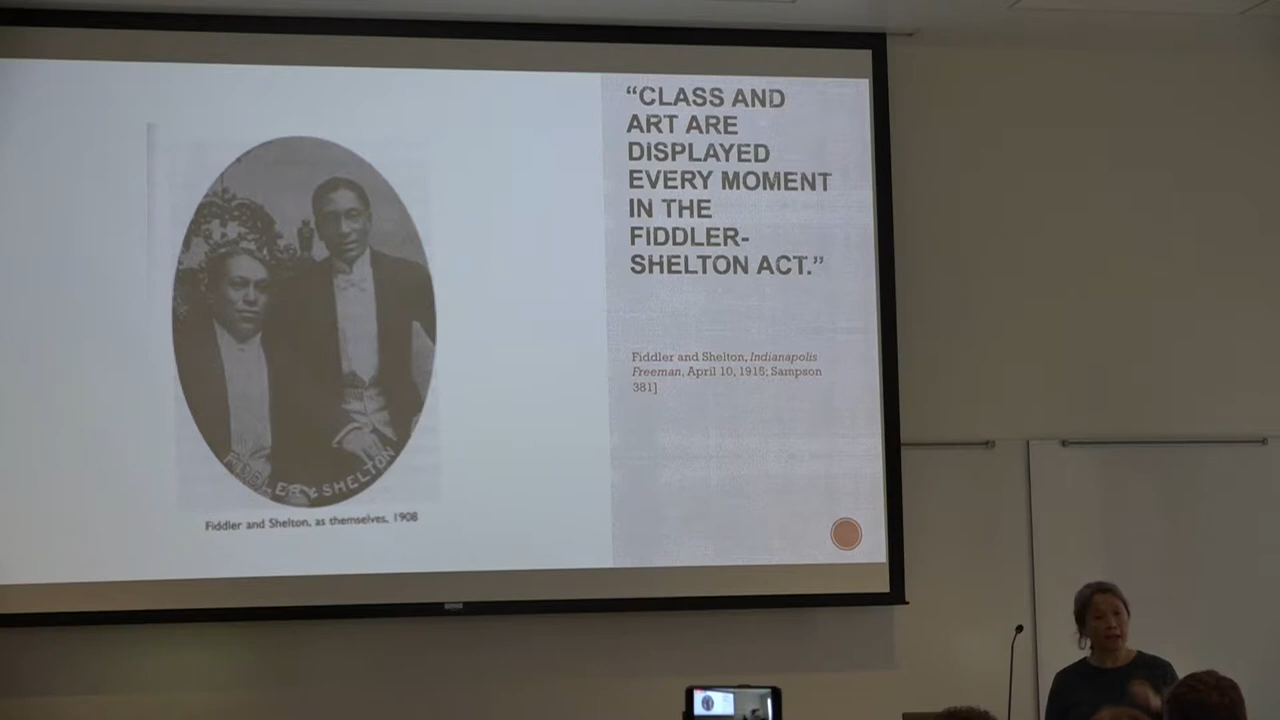 “CLASS AND
ART ARE
DISPLAYED
EVERY MOMENT
IN THE
FIDDLER-
SHELTON ACT.”
Fiddler and Shelton, Indianapolis
Freeman, April 10, 1915; Sampson
381]
FIDDLER & SHELTON
Fiddler and Shelton, as themselves, 1908